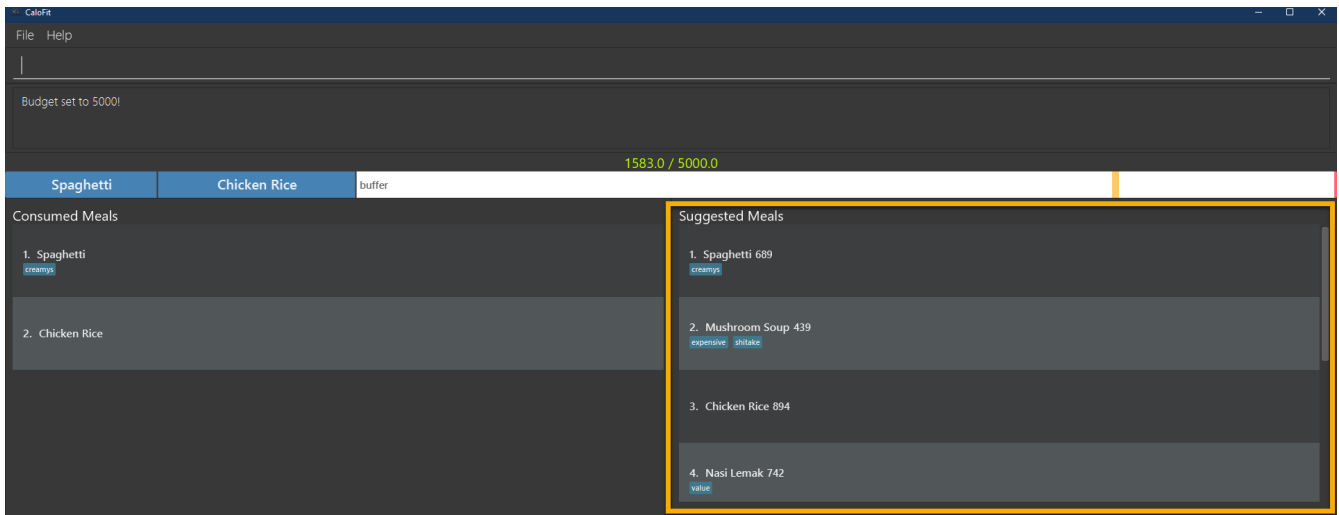 CaloFit
File Help
Budget set to 5000!
1583.0 / 5000.0
Spaghetti Chicken Rice buffer
Consumed Meals
1. Spaghetti
creamys
2. Chicken Rice
Suggested Meals
1. Spaghetti 689
creamys
2. Mushroom Soup 439
expensive shitake
3. Chicken Rice 894
4. Nasi Lemak 742
value